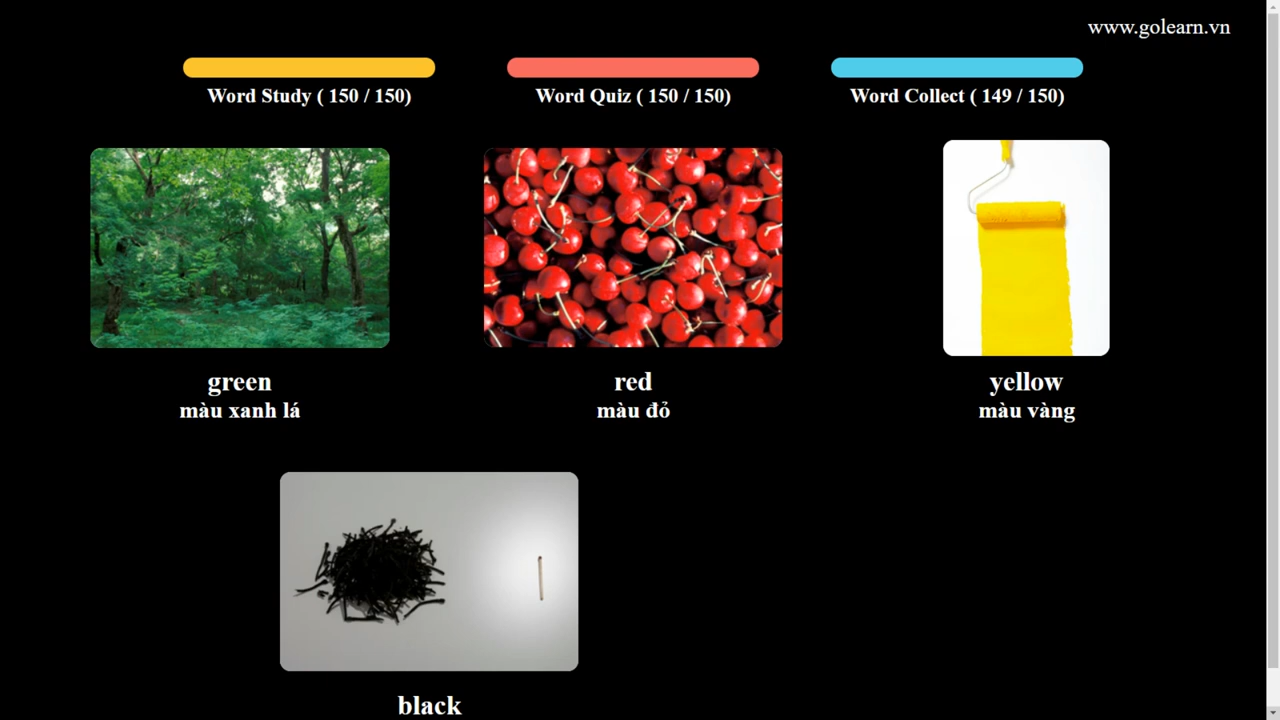 www.golearn.vn
Word Study ( 150 / 150)
Word Quiz ( 150 / 150)
Word Collect ( 149 / 150)
green
màu xanh lá
red
màu đỏ
yellow
màu vàng
black